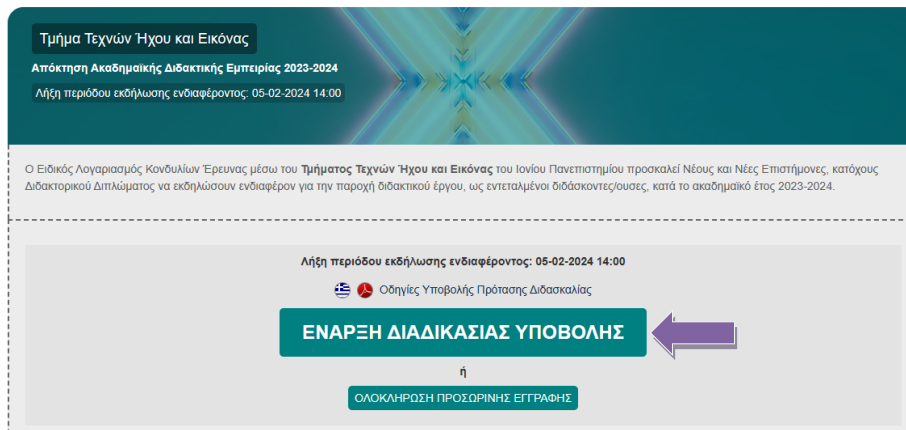 Τμήμα Τεχνών Ήχου και Εικόνας
Απόκτηση Ακαδημαϊκής Διδακτικής Εμπειρίας 2023-2024
Λήξη περιόδου εκδήλωσης ενδιαφέροντος: 05-02-2024 14:00
Ο Ειδικός Λογαριασμός Κονδυλίων Έρευνας μέσω του Τμήματος Τεχνών Ήχου και Εικόνας του Ιονίου Πανεπιστημίου προσκαλεί Νέους και Νέες Επιστήμονες, κατόχους
Διδακτορικού Διπλώματος να εκδηλώσουν ενδιαφέρον για την παροχή διδακτικού έργου, ως εντεταλμένοι διδάσκοντες/ουσες, κατά το ακαδημαϊκό έτος 2023-2024.
Λήξη περιόδου εκδήλωσης ενδιαφέροντος: 05-02-2024 14:00
Οδηγίες Υποβολής Πρότασης Διδασκαλίας
ΕΝΑΡΞΗ ΔΙΑΔΙΚΑΣΙΑΣ ΥΠΟΒΟΛΗΣ
ή
ΟΛΟΚΛΗΡΩΣΗ ΠΡΟΣΩΡΙΝΗΣ ΕΓΓΡΑΦΗΣ